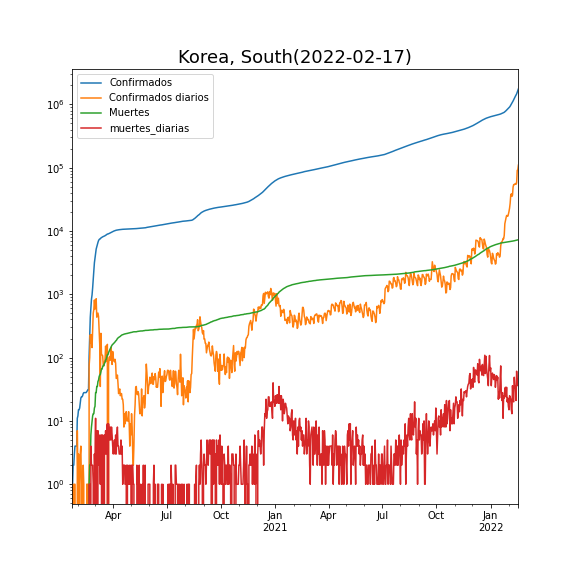 Korea, South(2022-02-17)
Confirmados
Confirmados diarios
Muertes
muertes_diarias
10^6
10^5
10^4
10^3
10^2
10^1
10^0
Apr Jul Oct Jan Apr Jul Oct Jan
2021 2022